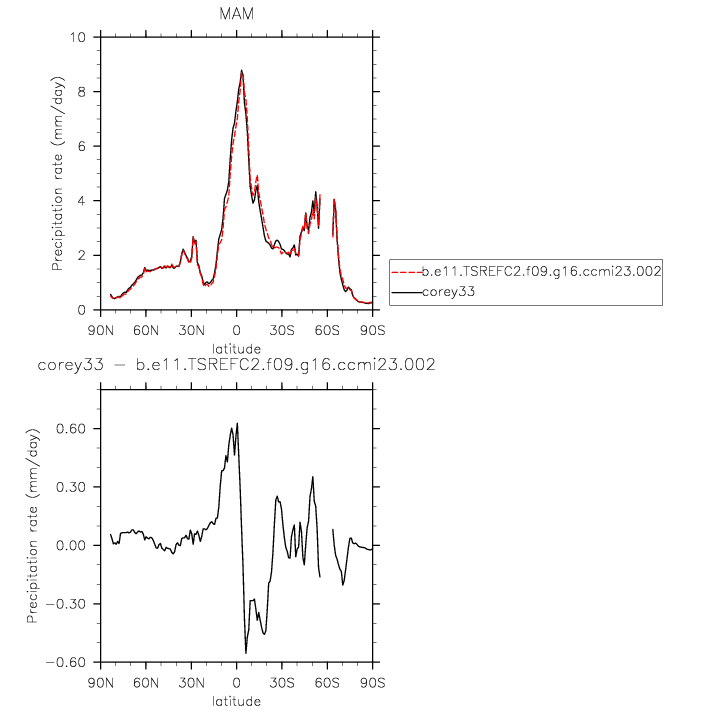 MAM
Precipitation rate (mm/day)
10
8
6
4
2
0
90N 60N 30N 0 30S 60S 90S
latitude
b.e11.TSREFC2.f09.g16.ccmi23.002
corey33
corey33 − b.e11.TSREFC2.f09.g16.ccmi23.002
Precipitation rate (mm/day)
0.60
0.30
0.00
−0.30
−0.60
90N 60N 30N 0 30S 60S 90S
latitude